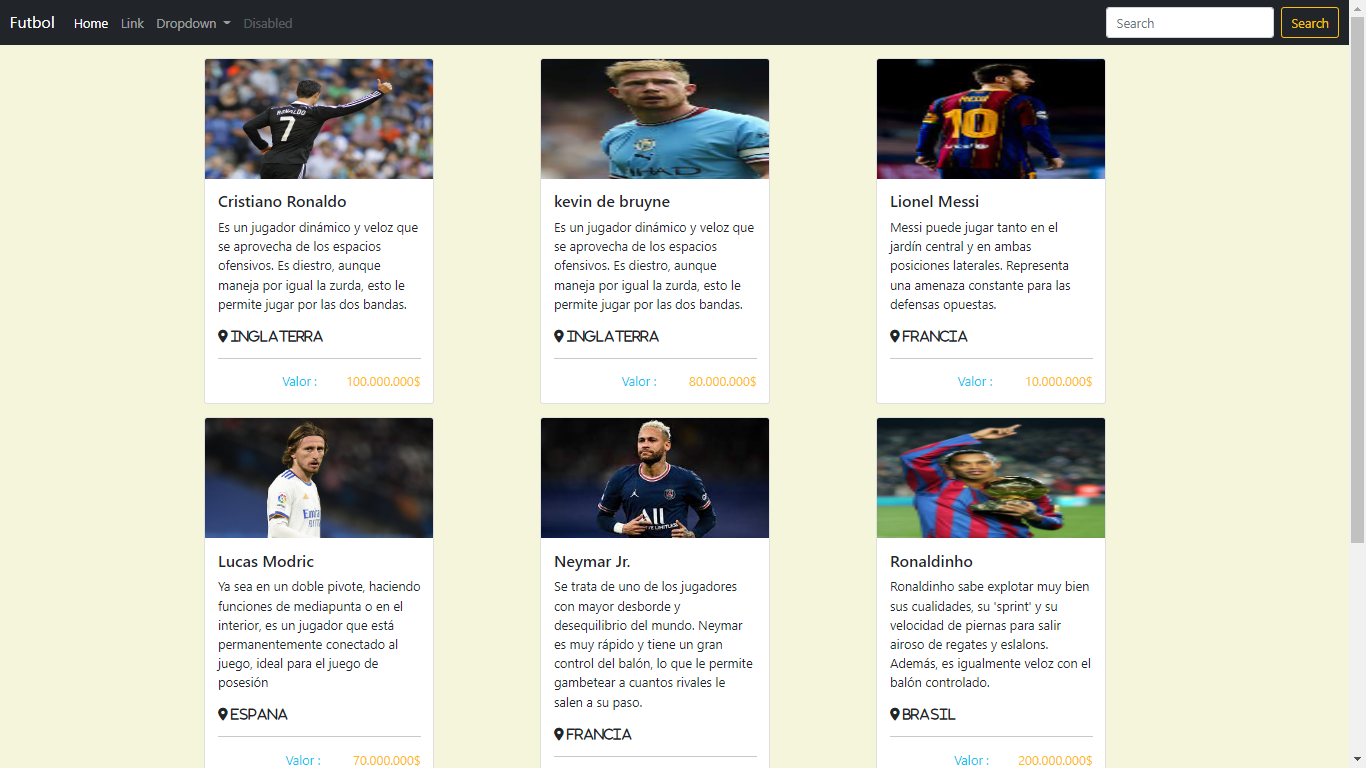 Futbol Home Link Dropdown Disabled Search Search
RONALDO
7
ETIHAD
MESSI
10
Cristiano Ronaldo
Es un jugador dinámico y veloz que
se aprovecha de los espacios
ofensivos. Es diestro, aunque
maneja por igual la zurda, esto le
permite jugar por las dos bandas.
INGLATERRA
Valor : 100.000.000$
kevin de bruyne
Es un jugador dinámico y veloz que
se aprovecha de los espacios
ofensivos. Es diestro, aunque
maneja por igual la zurda, esto le
permite jugar por las dos bandas.
INGLATERRA
Valor : 80.000.000$
Lionel Messi
Messi puede jugar tanto en el
jardín central y en ambas
posiciones laterales. Representa
una amenaza constante para las
defensas opuestas.
FRANCIA
Valor : 10.000.000$
Lucas Modric
Ya sea en un doble pivote, haciendo
funciones de mediapunta o en el
interior, es un jugador que está
permanentemente conectado al
juego, ideal para el juego de
posesión
ESPANA
Valor : 70.000.000$
ALL
Neymar Jr.
Se trata de uno de los jugadores
con mayor desborde y
desequilibrio del mundo. Neymar
es muy rápido y tiene un gran
control del balón, lo que le permite
gambetear a cuantos rivales le
salen a su paso.
FRANCIA
Ronaldinho
Ronaldinho sabe explotar muy bien
sus cualidades, su 'sprint' y su
velocidad de piernas para salir
airoso de regates y eslalons.
Además, es igualmente veloz con el
balón controlado.
BRASIL
Valor : 200.000.000$